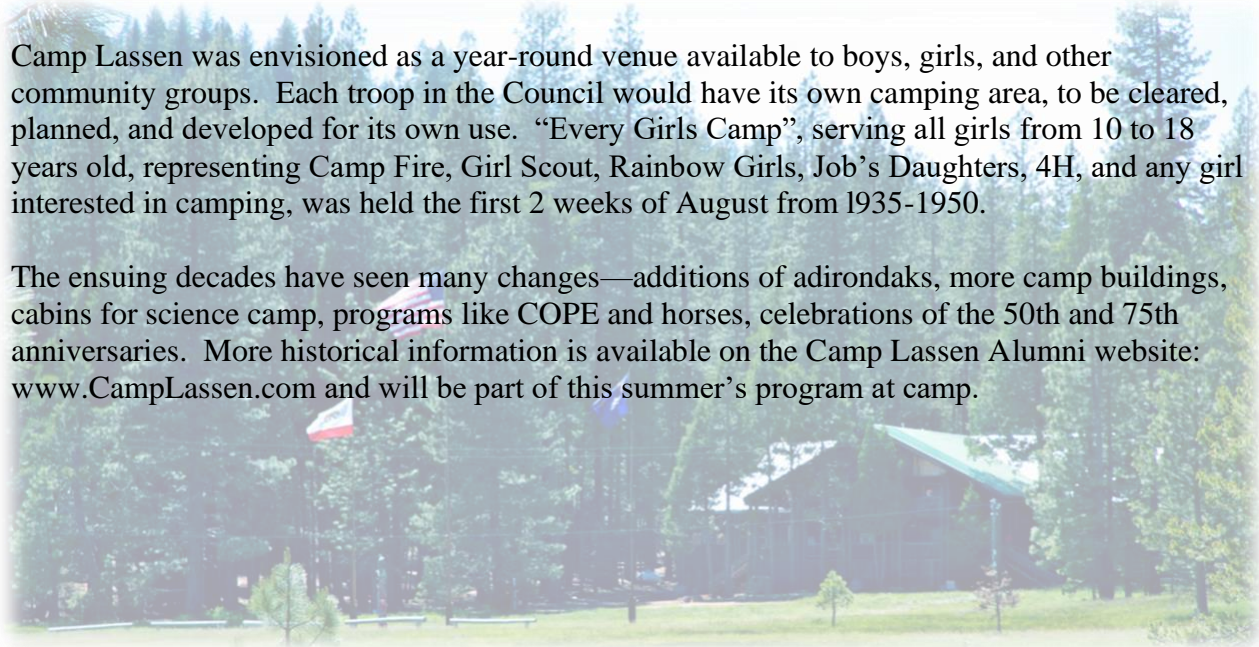 Camp Lassen was envisioned as a year-round venue available to boys, girls, and other
community groups.  Each troop in the Council would have its own camping area, to be cleared,
planned, and developed for its own use.  “Every Girls Camp”, serving all girls from 10 to 18
years old, representing Camp Fire, Girl Scout, Rainbow Girls, Job’s Daughters, 4H, and any girl
interested in camping, was held the first 2 weeks of August from l935-1950.

The ensuing decades have seen many changes—additions of adirondaks, more camp buildings,
cabins for science camp, programs like COPE and horses, celebrations of the 50th and 75th
anniversaries.  More historical information is available on the Camp Lassen Alumni website:
www.CampLassen.com and will be part of this summer’s program at camp.